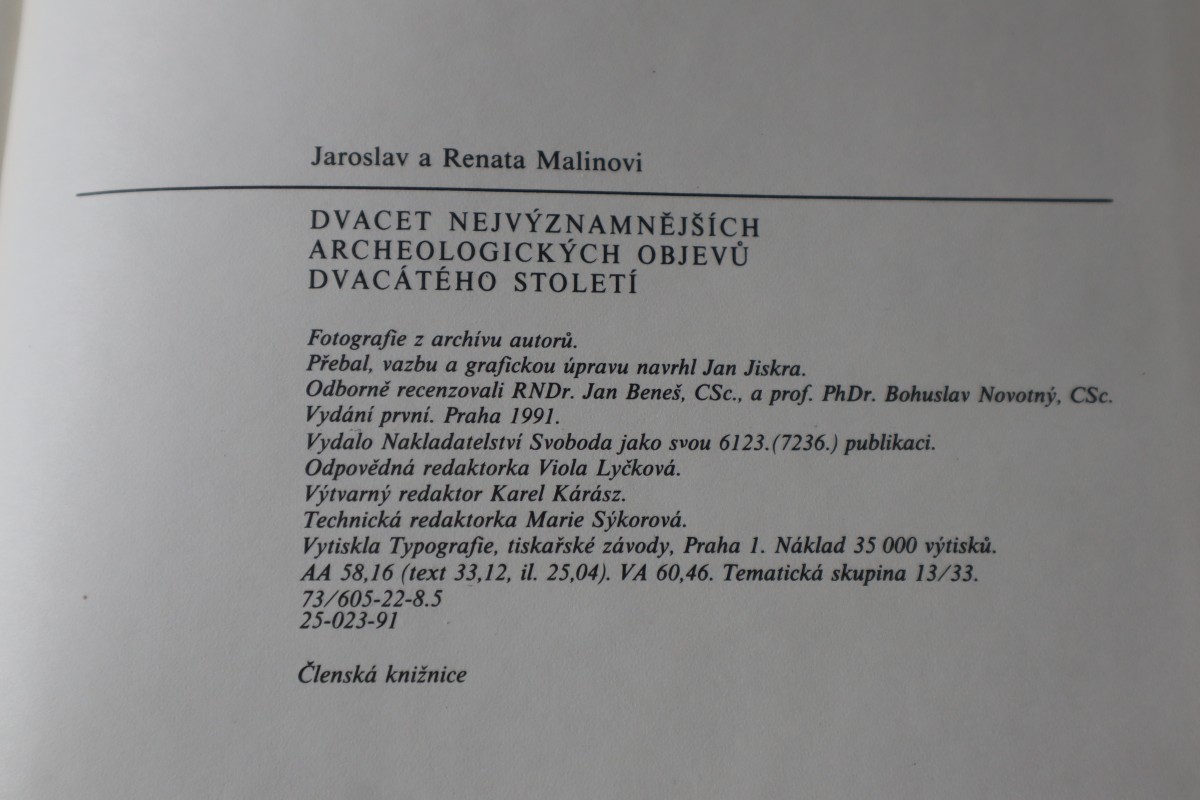 Jaroslav a Renata Malinovi
DVACET NEJVÝZNAMNĚJŠÍCH
ARCHEOLOGICKÝCH OBJEVŮ
DVACÁTÉHO STOLETÍ
Fotografie z archívu autorů.
Přebal, vazbu a grafickou úpravu navrhl Jan Jiskra.
Odborně recenzovali RNDr. Jan Beneš, CSc., a prof. PhDr. Bohuslav Novotný, CSc.
Vydání první. Praha 1991.
Vydalo Nakladatelství Svoboda jako svou 6123.(7236.) publikaci.
Odpovědná redaktorka Viola Lyčková.
Výtvarný redaktor Karel Kárász.
Technická redaktorka Marie Sýkorová.
Vytiskla Typografie, tiskařské závody, Praha 1. Náklad 35 000 výtisků.
AA 58,16 (text 33,12, il. 25,04). VA 60,46. Tematická skupina 13/33.
73/605-22-8.5
25-023-91
Členská knižnice